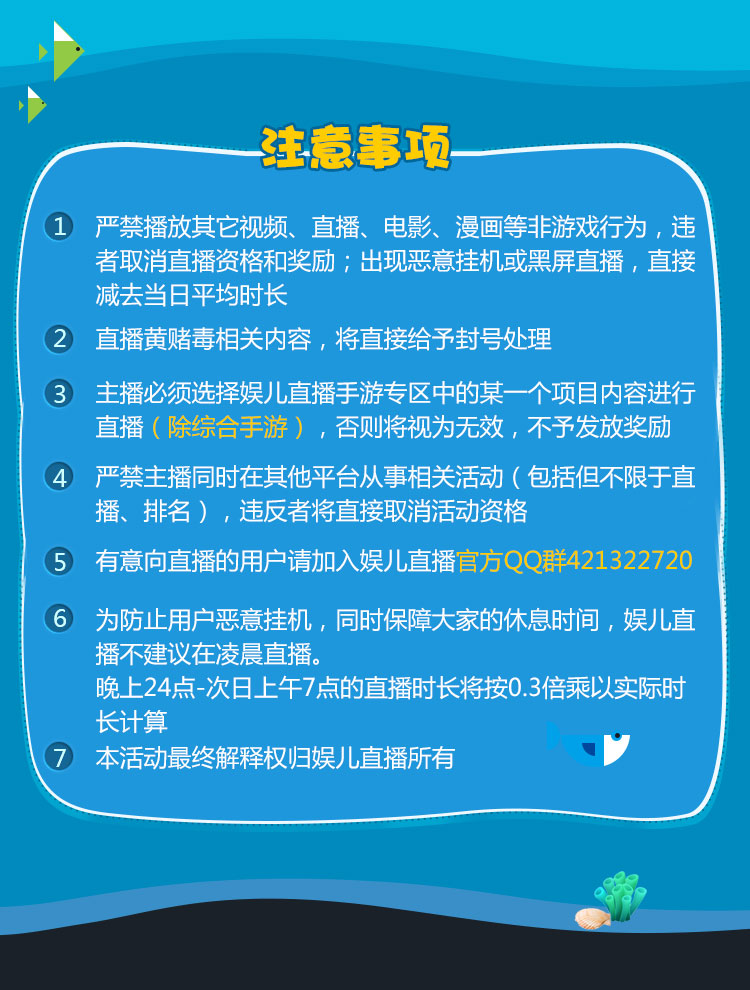 注意事项
1 严禁播放其它视频、直播、电影、漫画等非游戏行为，违
者取消直播资格和奖励；出现恶意挂机或黑屏直播，直接
减去当日平均时长
2 直播黄赌毒相关内容，将直接给予封号处理
3 主播必须选择娱儿直播手游专区中的某一个项目内容进行
直播（除综合手游），否则将视为无效，不予发放奖励
4 严禁主播同时在其他平台从事相关活动（包括但不限于直
播、排名），违反者将直接取消活动资格
5 有意向直播的用户请加入娱儿直播官方QQ群421322720
6 为防止用户恶意挂机，同时保障大家的休息时间，娱儿直
播不建议在凌晨直播。
晚上24点-次日上午7点的直播时长将按0.3倍乘以实际时
长计算
7 本活动最终解释权归娱儿直播所有